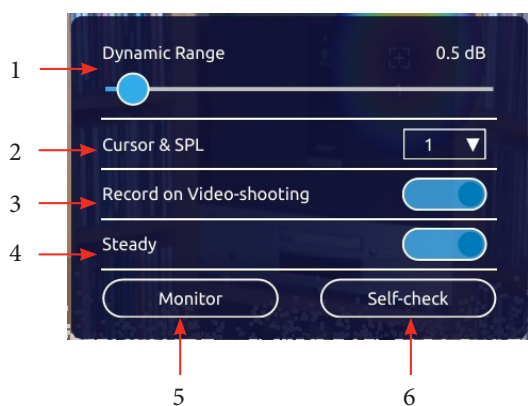 1 Dynamic Range 0.5 dB
2 Cursor & SPL 1 ▼
3 Record on Video-shooting
4 Steady
Monitor Self-check
5 6